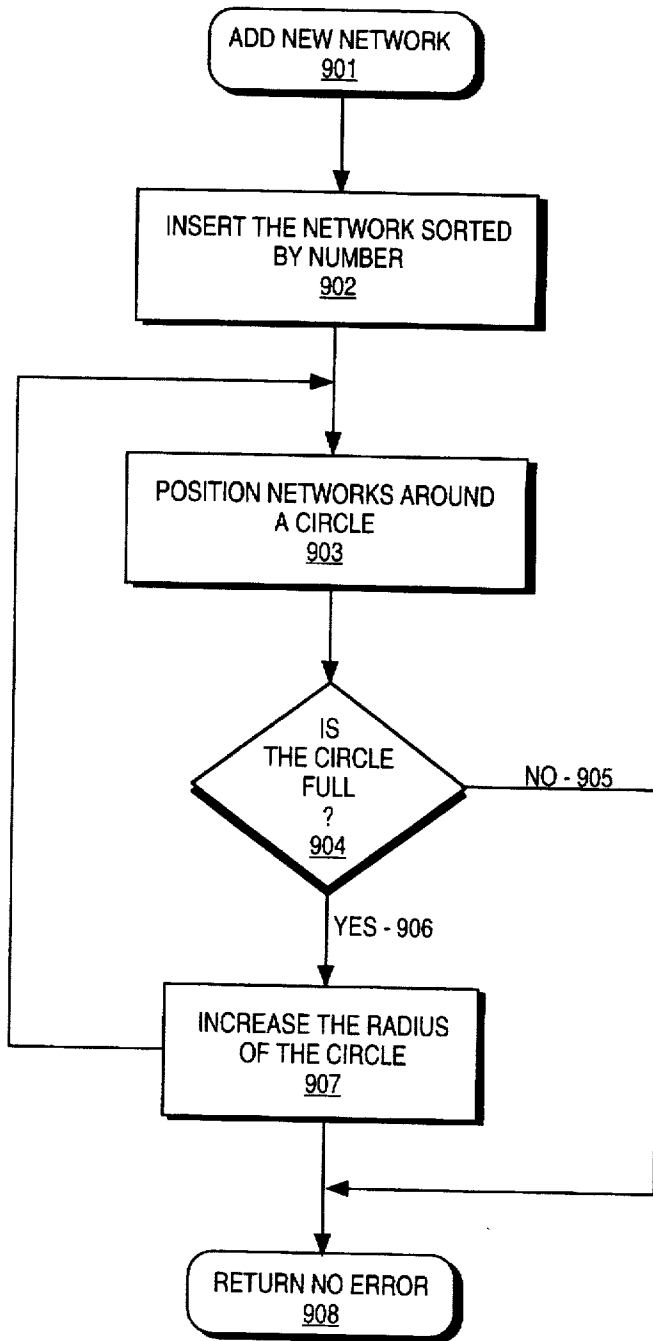 ADD NEW NETWORK
901
INSERT THE NETWORK SORTED
BY NUMBER
902
POSITION NETWORKS AROUND
A CIRCLE
903
IS
THE CIRCLE
FULL
?
904
NO - 905
YES - 906
INCREASE THE RADIUS
OF THE CIRCLE
907
RETURN NO ERROR
908